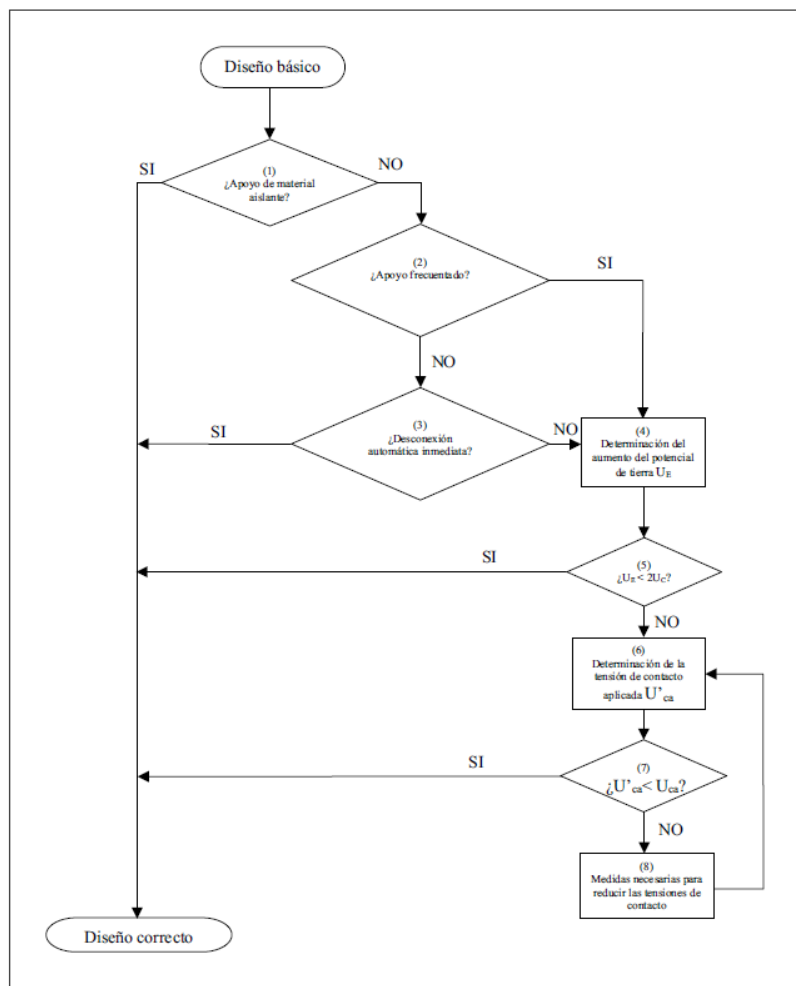 Diseño básico
SI
NO
(1)
¿Apoyo de material
aislante?
(2)
¿Apoyo frecuentado?
SI
NO
(3)
¿Desconexión
automática inmediata?
SI
NO
(4)
Determinación del
aumento del potencial
de tierra UE
SI
(5)
¿UE< 2UC?
NO
(6)
Determinación de la
tensión de contacto
aplicada U’ca
SI
(7)
¿U’ca< Uca?
NO
(8)
Medidas necesarias para
reducir las tensiones de
contacto
Diseño correcto